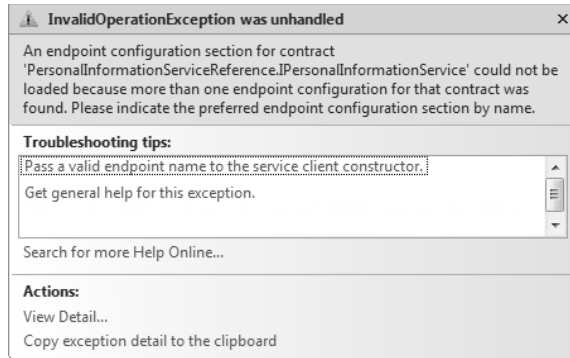 InvalidOperationException was unhandled
An endpoint configuration section for contract
'PersonalInformationServiceReference.IPersonalInformationService' could not be
loaded because more than one endpoint configuration for that contract was
found. Please indicate the preferred endpoint configuration section by name.
Troubleshooting tips:
Pass a valid endpoint name to the service client constructor.
Get general help for this exception.
Search for more Help Online...
Actions:
View Detail...
Copy exception detail to the clipboard